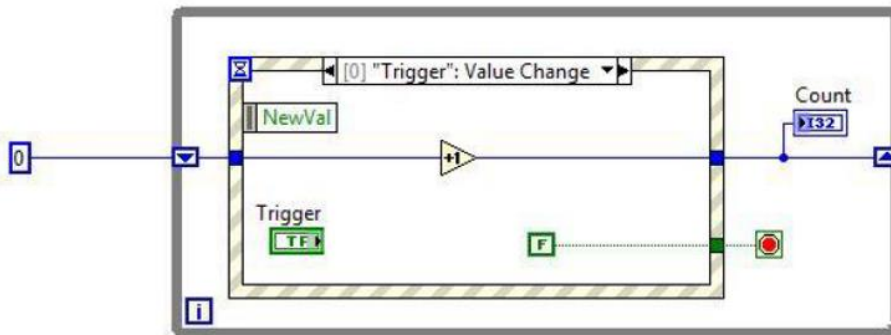 [0] "Trigger": Value Change
NewVal
Count
I32
0
+1
Trigger
TF
F
i